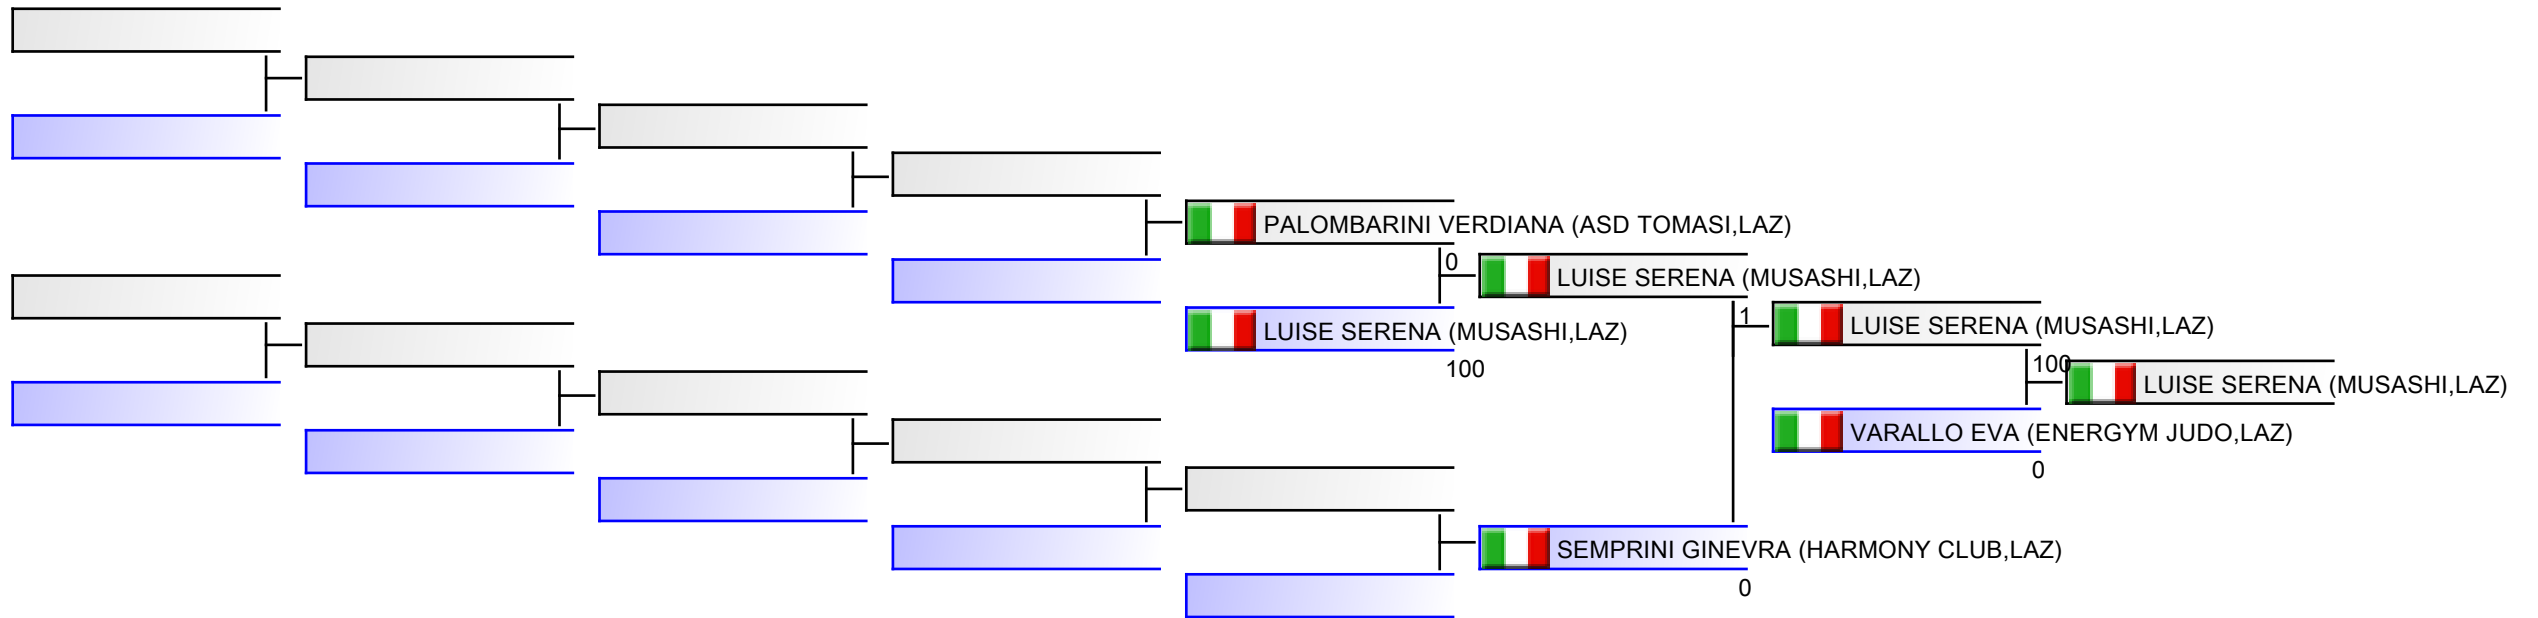 PALOMBARINI VERDIANA (ASD TOMASI,LAZ)
0
LUISE SERENA (MUSASHI,LAZ)
LUISE SERENA (MUSASHI,LAZ)
100
1
LUISE SERENA (MUSASHI,LAZ)
100
LUISE SERENA (MUSASHI,LAZ)
VARALLO EVA (ENERGYM JUDO,LAZ)
0
SEMPRINI GINEVRA (HARMONY CLUB,LAZ)
0